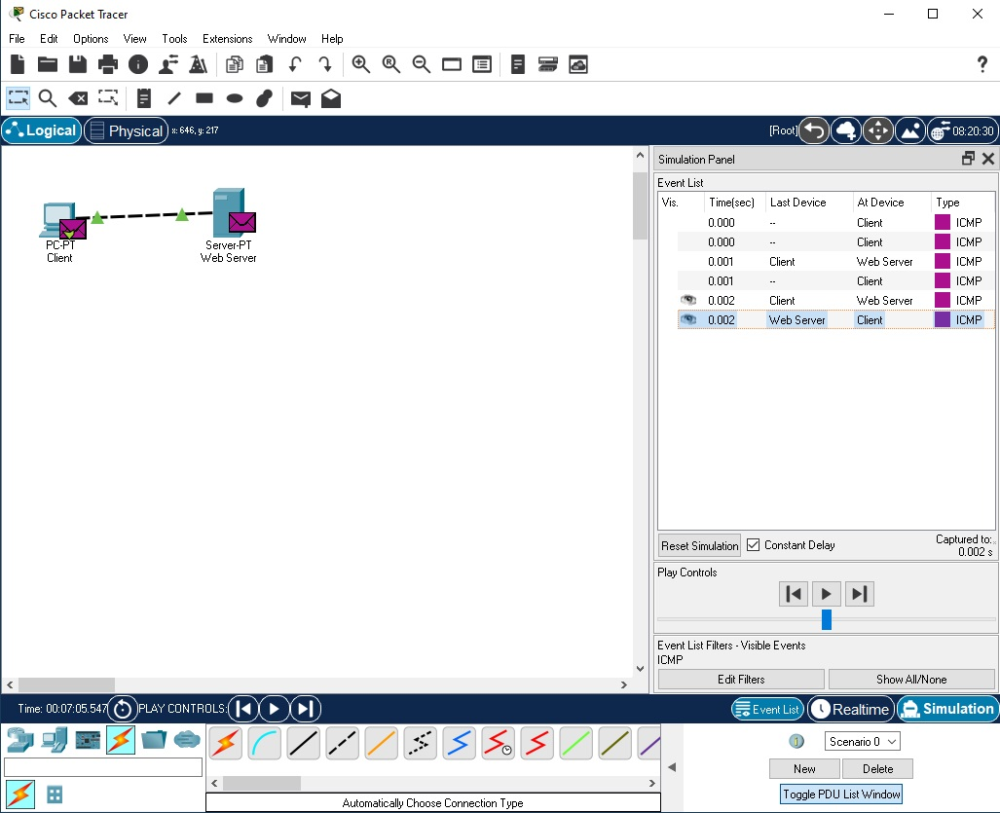 Cisco Packet Tracer
File Edit Options View Tools Extensions Window Help
?
Logical Physical x: 646, y: 217 [Root] 08:20:30
Simulation Panel
Event List
Vis. Time(sec) Last Device At Device Type
0.000 -- Client ICMP
0.000 -- Client ICMP
0.001 Client Web Server ICMP
0.001 -- Client ICMP
0.002 Client Web Server ICMP
0.002 Web Server Client ICMP
PC-PT
Client
Server-PT
Web Server
Reset Simulation Constant Delay Captured to:
0.002 s
Play Controls
Event List Filters - Visible Events
ICMP
Edit Filters Show All/None
Time: 00:07:05.547 PLAY CONTROLS: Event List Realtime Simulation
Scenario 0
New Delete
Toggle PDU List Window
Automatically Choose Connection Type